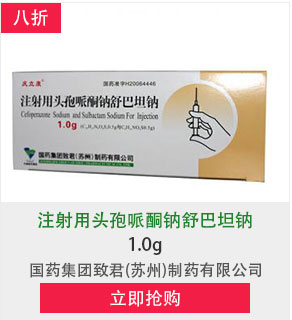 八折
国药准字H20064446
注射用头孢哌酮钠舒巴坦钠
Cefoperazone Sodium and Sulbactam Sodium For Injection
1.0g
国药集团致君(苏州)制药有限公司
注射用头孢哌酮钠舒巴坦钠
1.0g
国药集团致君(苏州)制药有限公司
立即抢购